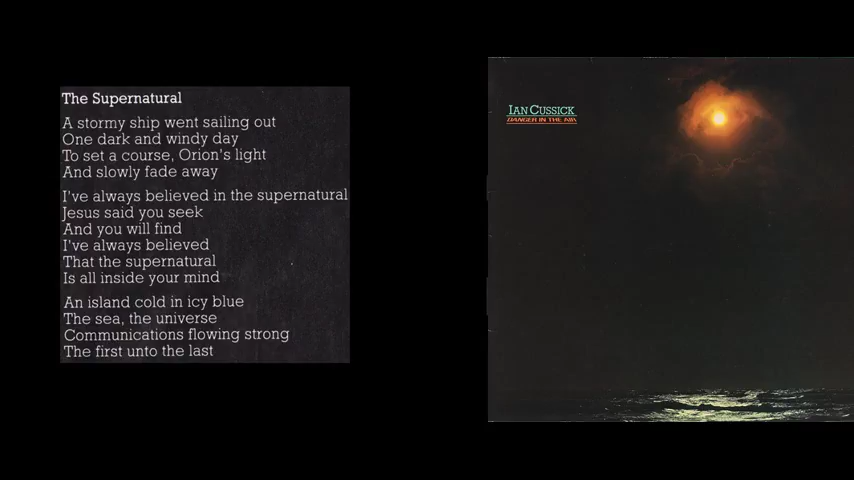 The Supernatural
A stormy ship went sailing out
One dark and windy day
To set a course, Orion's light
And slowly fade away
I've always believed in the supernatural
Jesus said you seek
And you will find
I've always believed
That the supernatural
Is all inside your mind
An island cold in icy blue
The sea, the universe
Communications flowing strong
The first unto the last
IAN CUSSICK
DANGER IN THE AIR